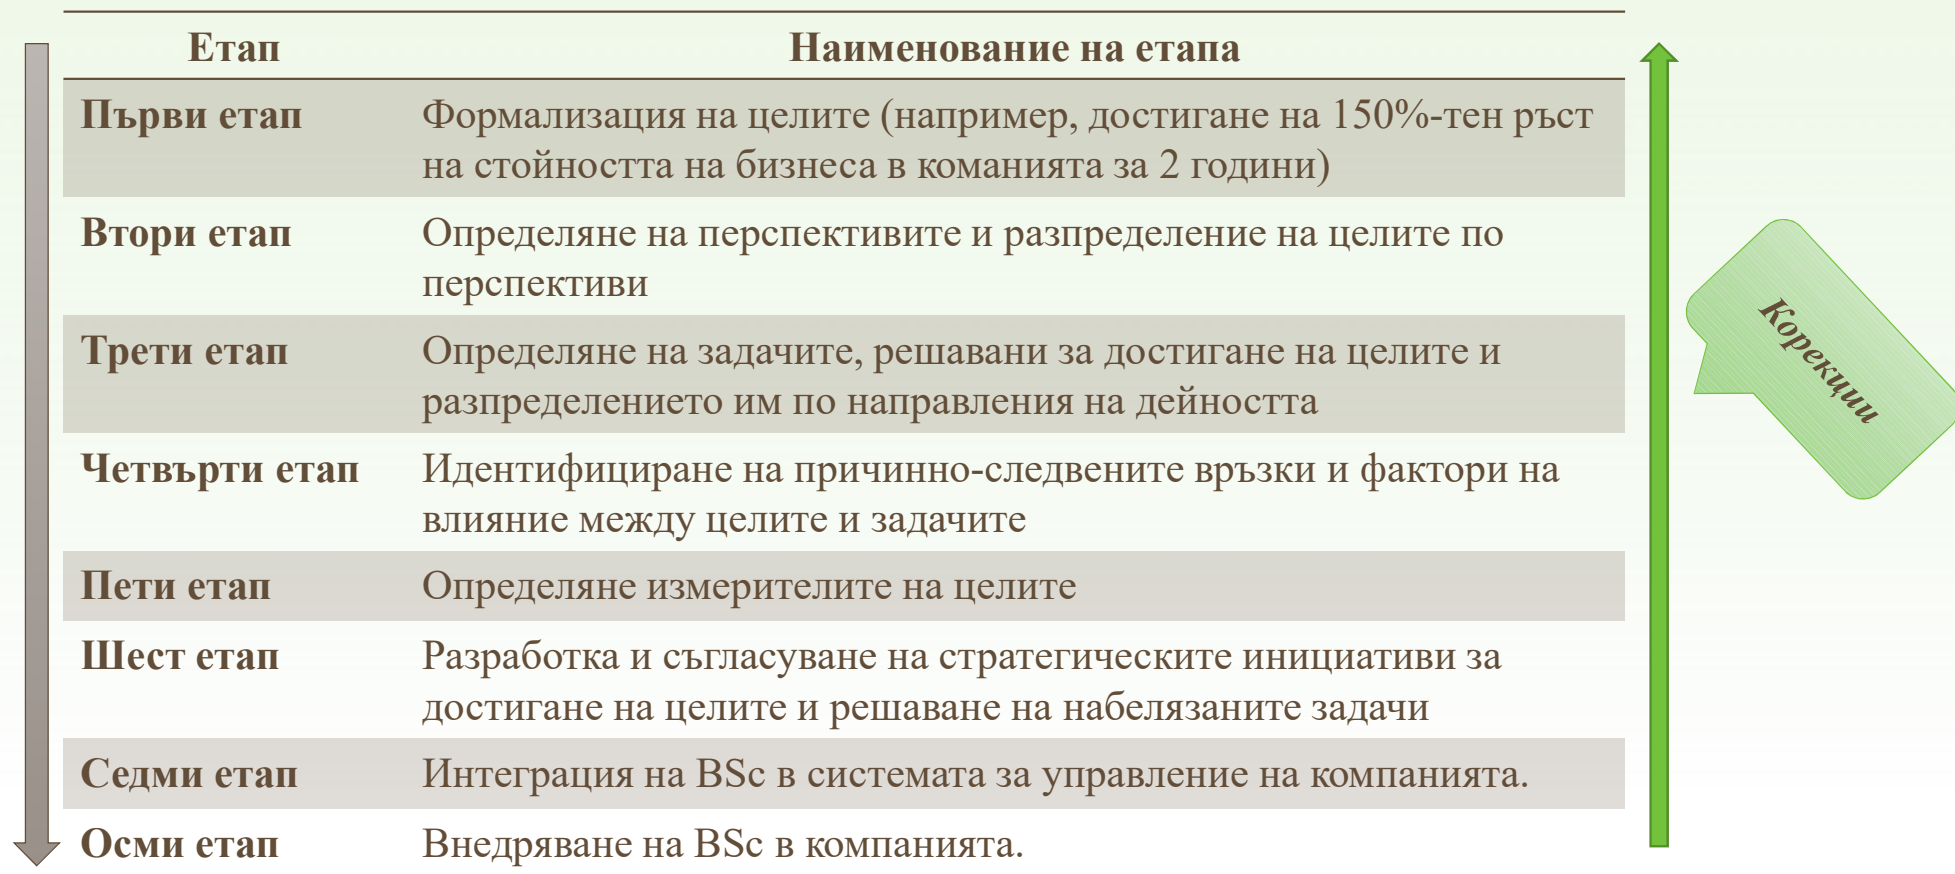 Етап Наименование на етапа
Първи етап Формализация на целите (например, достигане на 150%-тен ръст
на стойността на бизнеса в команията за 2 години)
Втори етап Определяне на перспективите и разпределение на целите по
перспективи
Трети етап Определяне на задачите, решавани за достигане на целите и
разпределението им по направления на дейността
Четвърти етап Идентифициране на причинно-следвените връзки и фактори на
влияние между целите и задачите
Пети етап Определяне измерителите на целите
Шест етап Разработка и съгласуване на стратегическите инициативи за
достигане на целите и решаване на набелязаните задачи
Седми етап Интеграция на BSc в системата за управление на компанията.
Осми етап Внедряване на BSc в компанията.
Корекции